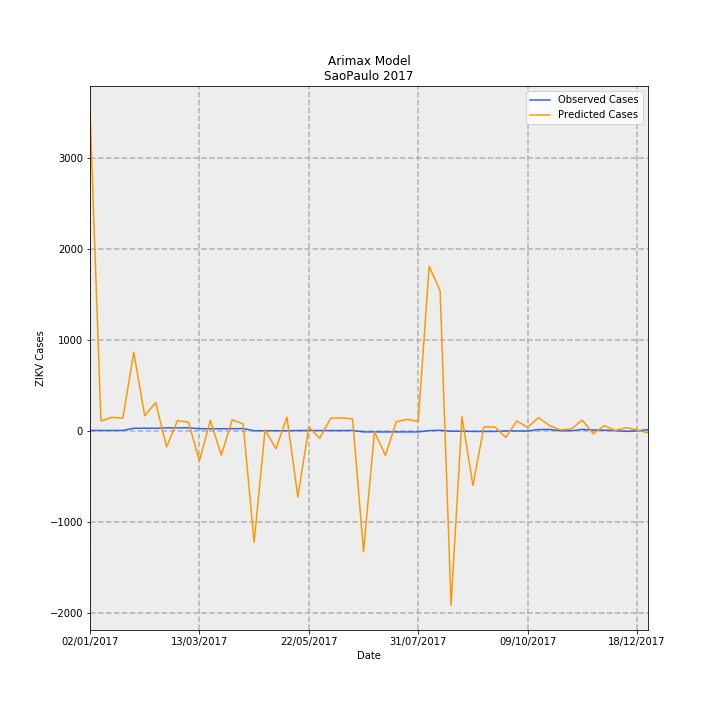 Arimax Model
SaoPaulo 2017
Observed Cases
Predicted Cases
ZIKV Cases
3000
2000
1000
0
−1000
−2000
02/01/2017
13/03/2017
22/05/2017
31/07/2017
09/10/2017
18/12/2017
Date